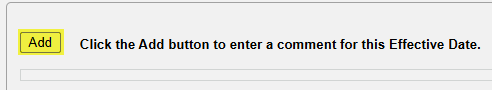 Add Click the Add button to enter a comment for this Effective Date.